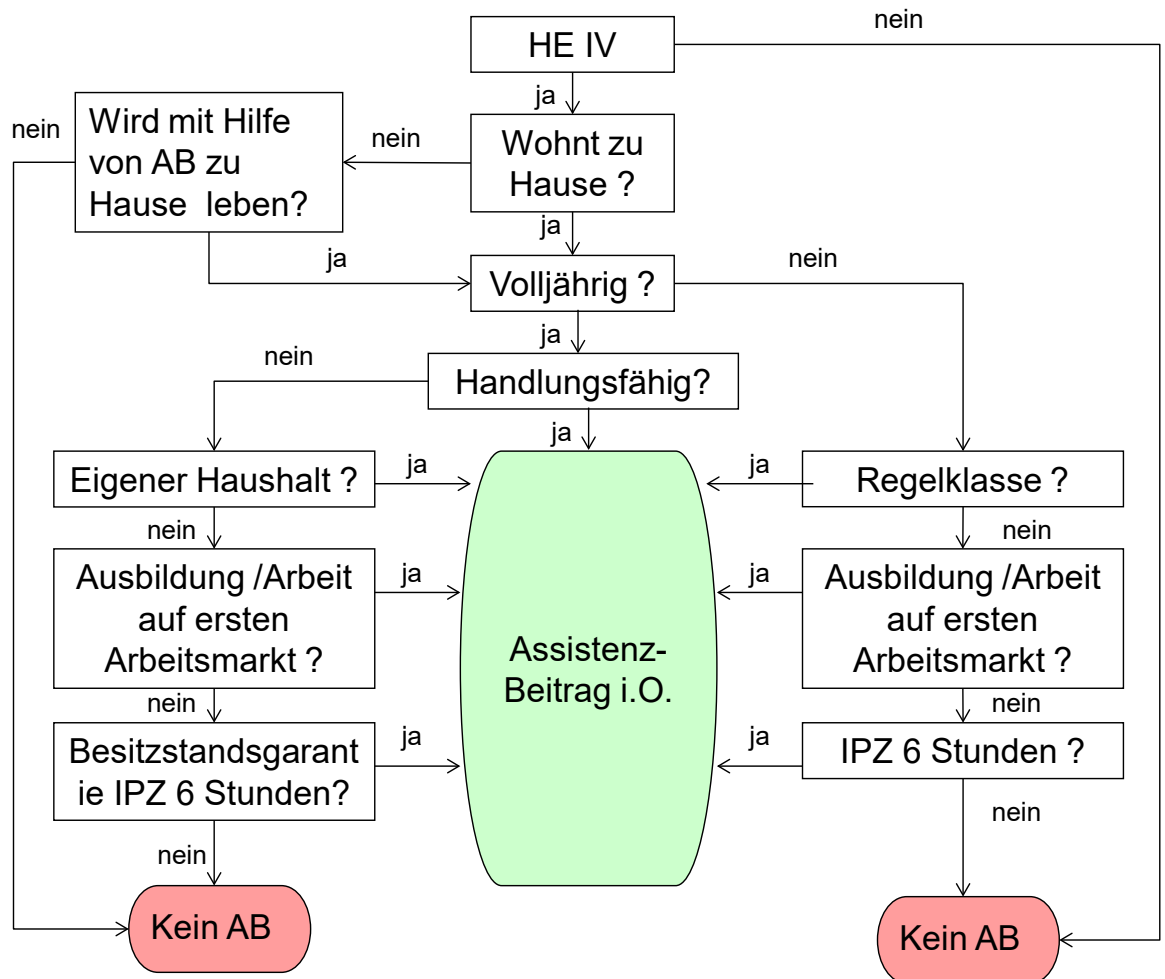 nein
HE IV
ja
nein
Wird mit Hilfe
von AB zu
Hause leben?
nein
Wohnt zu
Hause ?
ja
ja
Volljährig ?
nein
ja
nein
Handlungsfähig?
ja
Eigener Haushalt ?
ja
ja
Regelklasse ?
nein
nein
Ausbildung /Arbeit
auf ersten
Arbeitsmarkt ?
ja
Assistenz-
Beitrag i.O.
ja
Ausbildung /Arbeit
auf ersten
Arbeitsmarkt ?
nein
nein
Besitzstandsgarant
ie IPZ 6 Stunden?
ja
ja
IPZ 6 Stunden ?
nein
nein
Kein AB
Kein AB